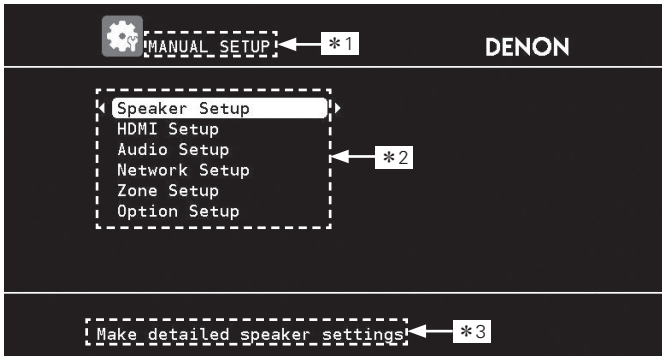 MANUAL SETUP ＊1
DENON
Speaker Setup
HDMI Setup
Audio Setup
＊2
Network Setup
Zone Setup
Option Setup
Make detailed speaker settings ＊3